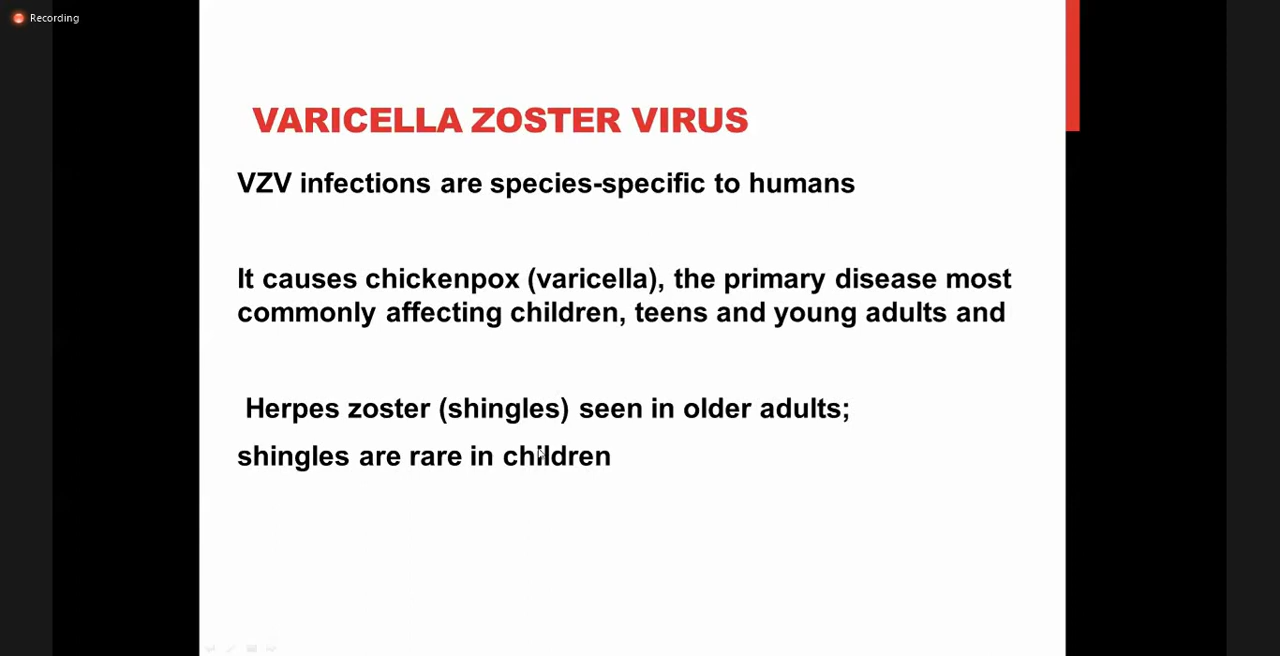 Recording
VARICELLA ZOSTER VIRUS
VZV infections are species-specific to humans
It causes chickenpox (varicella), the primary disease most
commonly affecting children, teens and young adults and
Herpes zoster (shingles) seen in older adults;
shingles are rare in children